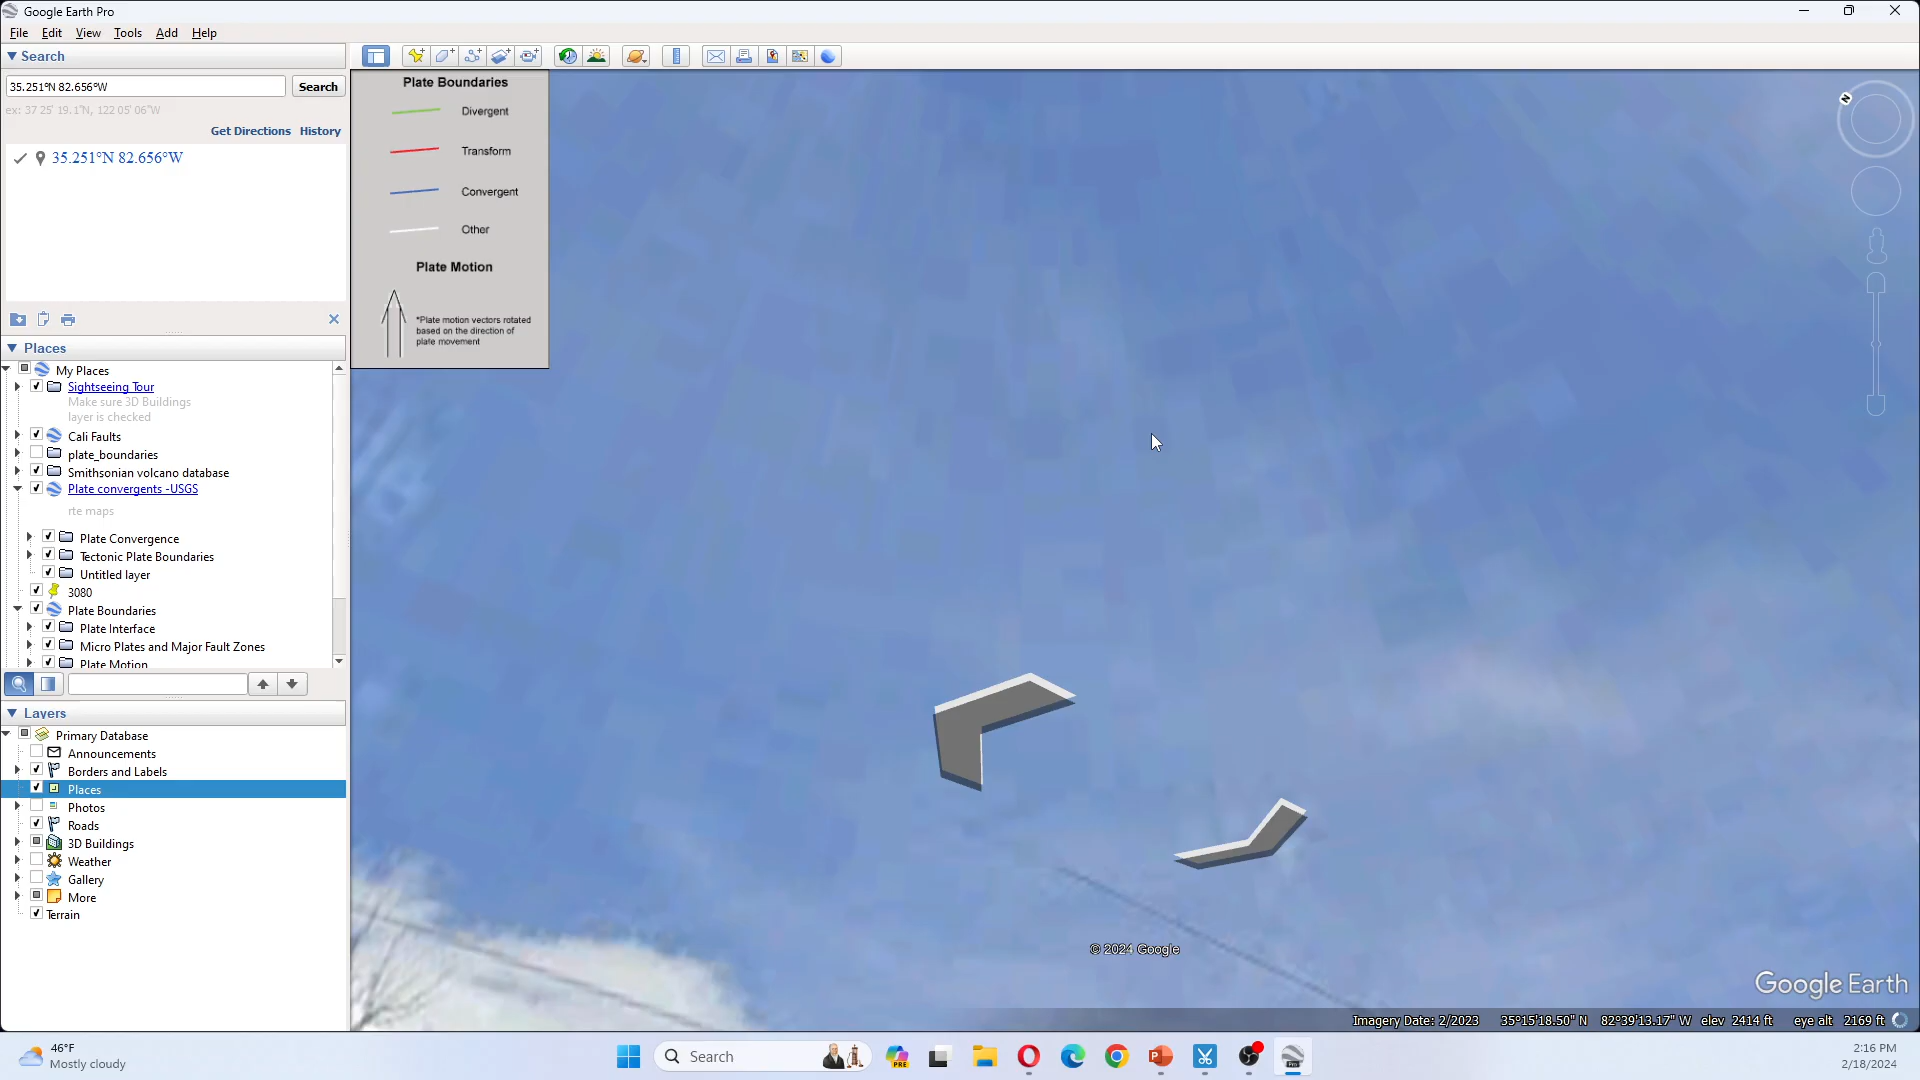 Google Earth Pro
File Edit View Tools Add Help
Search
35.251°N 82.656°W
Search
ex: 37 25' 19.1"N, 122 05' 06"W
Get Directions History
35.251°N 82.656°W
Places
My Places
Sightseeing Tour
Make sure 3D Buildings
layer is checked
Cali Faults
plate_boundaries
Smithsonian volcano database
Plate convergents -USGS
rte maps
Plate Convergence
Tectonic Plate Boundaries
Untitled layer
3080
Plate Boundaries
Plate Interface
Micro Plates and Major Fault Zones
Plate Motion
Layers
Primary Database
Announcements
Borders and Labels
Places
Photos
Roads
3D Buildings
Weather
Gallery
More
Terrain
Plate Boundaries
Divergent
Transform
Convergent
Other
Plate Motion
*Plate motion vectors rotated
based on the direction of
plate movement
N
© 2024 Google
Google Earth
Imagery Date: 2/2023 35°15'18.50" N 82°39'13.17" W elev 2414 ft eye alt 2169 ft
46°F
Mostly cloudy
Search
PRE
Pro
2:16 PM
2/18/2024